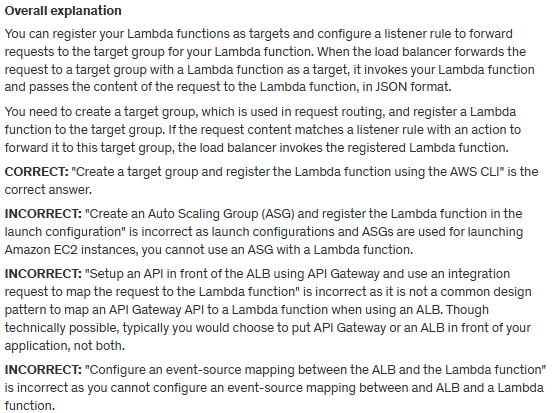 Overall explanation
You can register your Lambda functions as targets and configure a listener rule to forward
requests to the target group for your Lambda function. When the load balancer forwards the
request to a target group with a Lambda function as a target, it invokes your Lambda function
and passes the content of the request to the Lambda function, in JSON format.
You need to create a target group, which is used in request routing, and register a Lambda
function to the target group. If the request content matches a listener rule with an action to
forward it to this target group, the load balancer invokes the registered Lambda function.
CORRECT: "Create a target group and register the Lambda function using the AWS CLI" is the
correct answer.
INCORRECT: "Create an Auto Scaling Group (ASG) and register the Lambda function in the
launch configuration" is incorrect as launch configurations and ASGs are used for launching
Amazon EC2 instances, you cannot use an ASG with a Lambda function.
INCORRECT: "Setup an API in front of the ALB using API Gateway and use an integration
request to map the request to the Lambda function" is incorrect as it is not a common design
pattern to map an API Gateway API to a Lambda function when using an ALB. Though
technically possible, typically you would choose to put API Gateway or an ALB in front of your
application, not both.
INCORRECT: "Configure an event-source mapping between the ALB and the Lambda function"
is incorrect as you cannot configure an event-source mapping between and ALB and a Lambda
function.